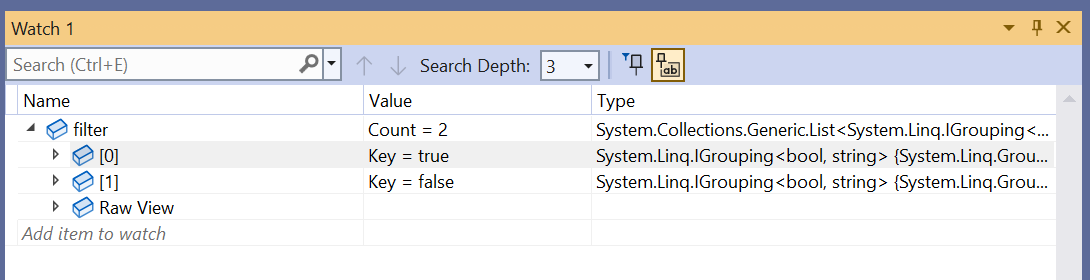 Watch 1
Search (Ctrl+E) Search Depth: 3 ab
Name Value Type
filter Count = 2 System.Collections.Generic.List<System.Linq.IGrouping<...
[0] Key = true System.Linq.IGrouping<bool, string> {System.Linq.Grou...
[1] Key = false System.Linq.IGrouping<bool, string> {System.Linq.Grou...
Raw View
Add item to watch